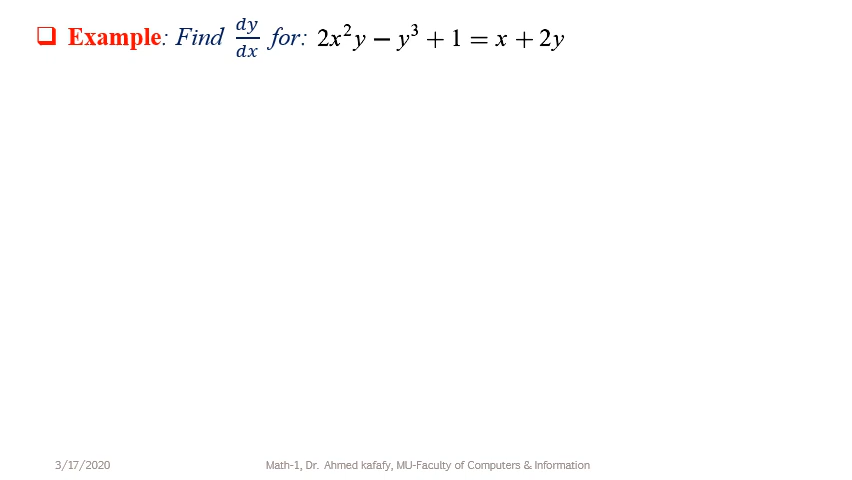 ❑ Example: Find dy/dx for: 2x²y − y³ + 1 = x + 2y
3/17/2020 Math-1, Dr. Ahmed kafafy, MU-Faculty of Computers & Information